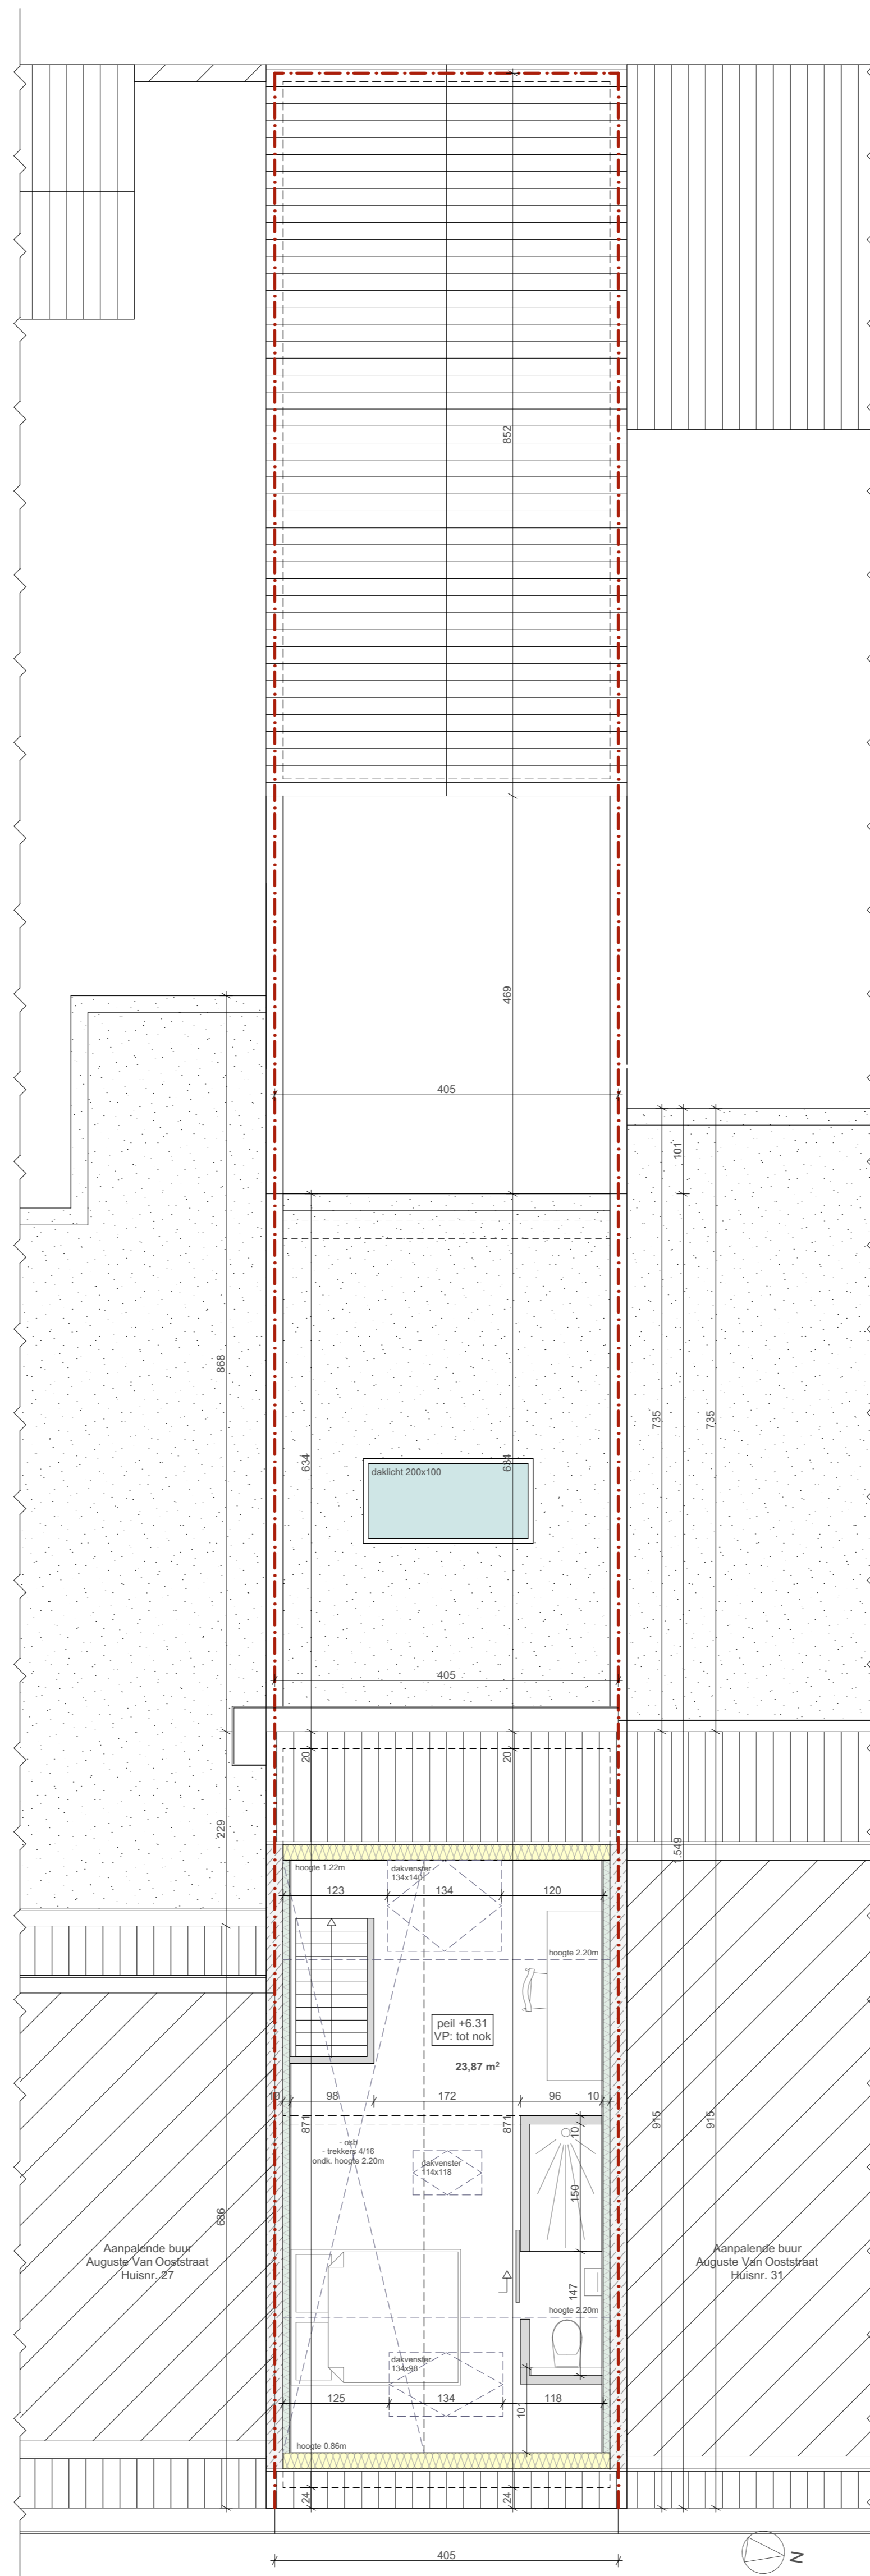 852
469
405
101
868
735
735
634
634
daklicht 200x100
405
20
20
229
1.549
hoogte 1.22m
dakvenster
134x140
123
134
120
hoogte 2.20m
peil +6.31
VP: tot nok
23,87 m²
10
98
172
96
10
871
871
915
915
10
- osb
- trekkers 4/16
ondk. hoogte 2.20m
dakvenster
114x118
150
686
Aanpalende buur
Auguste Van Ooststraat
Huisnr. 27
Aanpalende buur
Auguste Van Ooststraat
Huisnr. 31
147
hoogte 2.20m
dakvenster
134x98
125
134
118
101
hoogte 0.86m
24
24
405
N